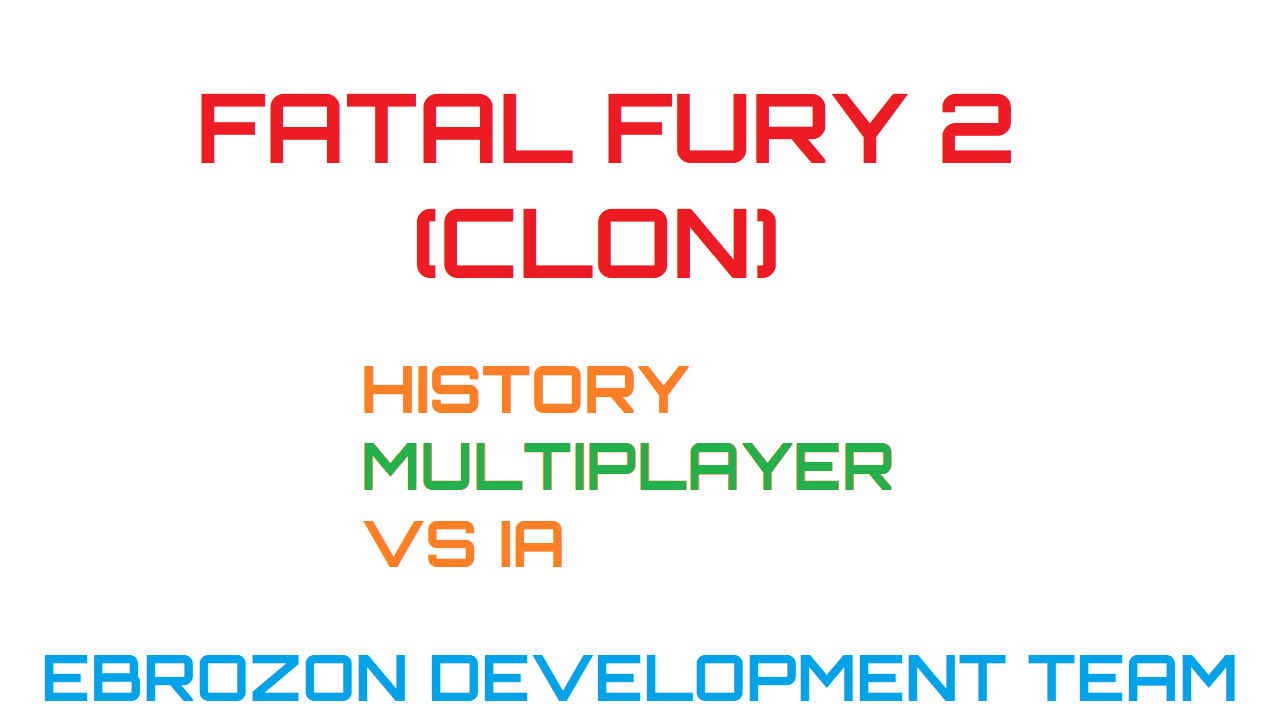 FATAL FURY 2
(CLON)
HISTORY
MULTIPLAYER
VS IA
EBROZON DEVELOPMENT TEAM